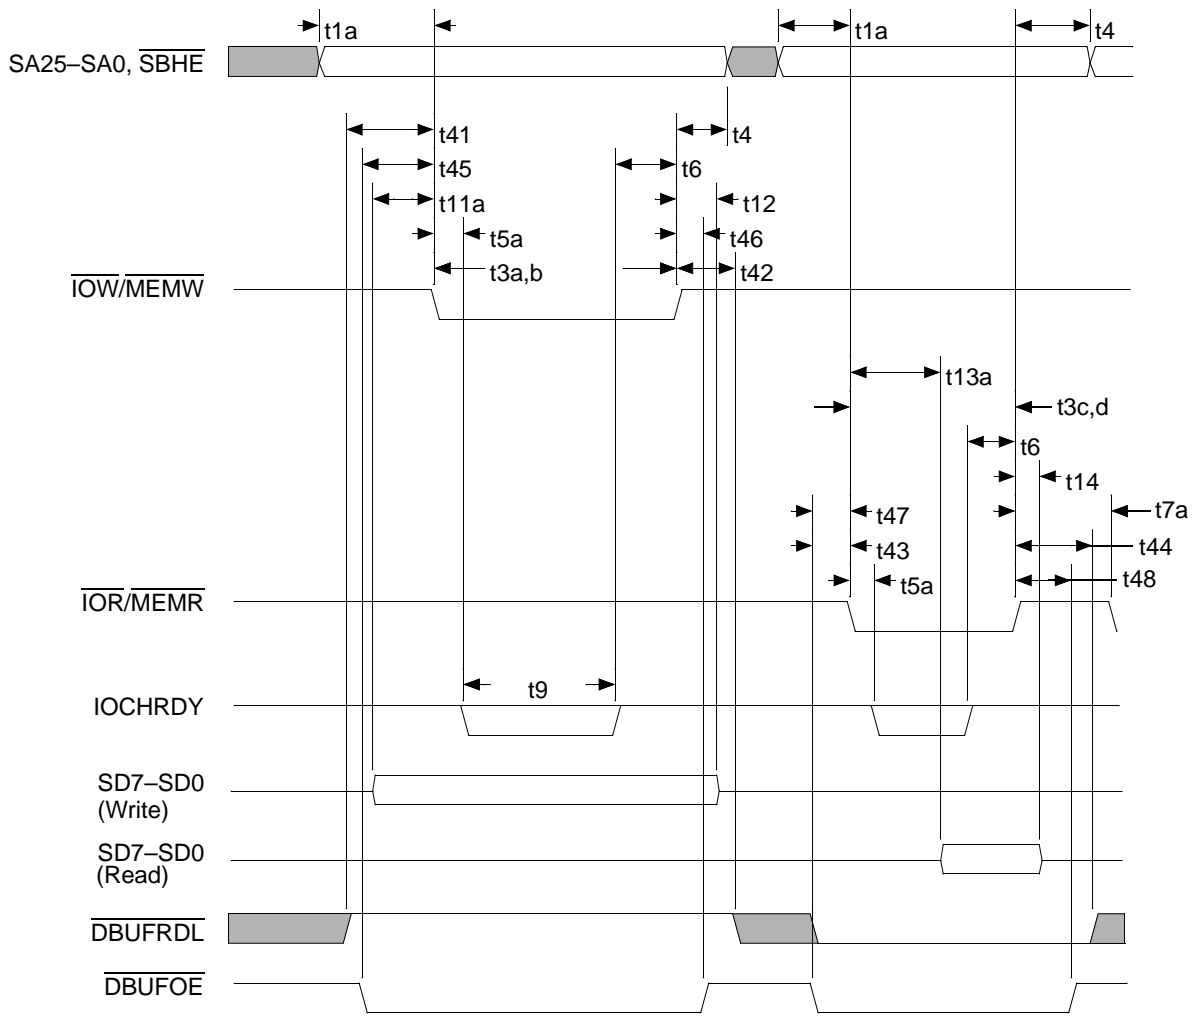 t1a t1a t4
SA25–SA0, SBHE
t41 t4
t45 t6
t11a t12
t5a t46
t3a,b t42
IOW/MEMW
t13a
t3c,d
t6
t14
t47 t7a
t43 t44
t5a t48
IOR/MEMR
t9
IOCHRDY
SD7–SD0
(Write)
SD7–SD0
(Read)
DBUFRDL
DBUFOE